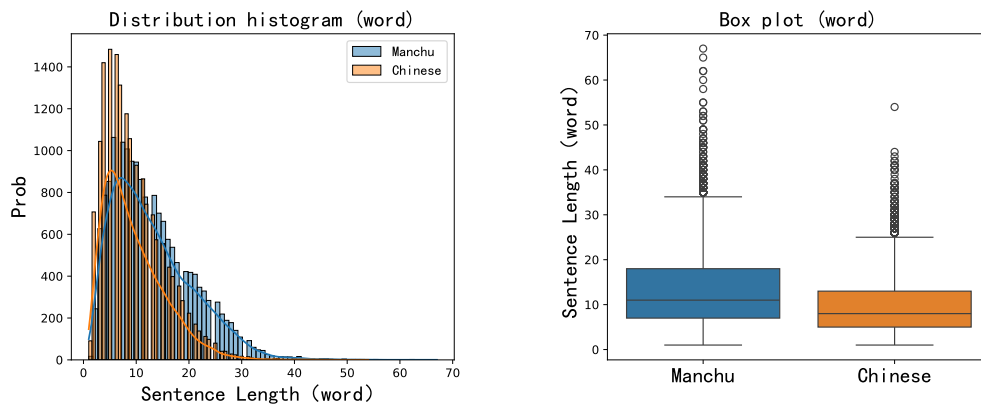 Distribution histogram (word)
Manchu
Chinese
1400
1200
1000
800
600
400
200
0
Prob
0 10 20 30 40 50 60 70
Sentence Length (word)
Box plot (word)
70
60
50
40
30
20
10
0
Sentence Length (word)
Manchu Chinese